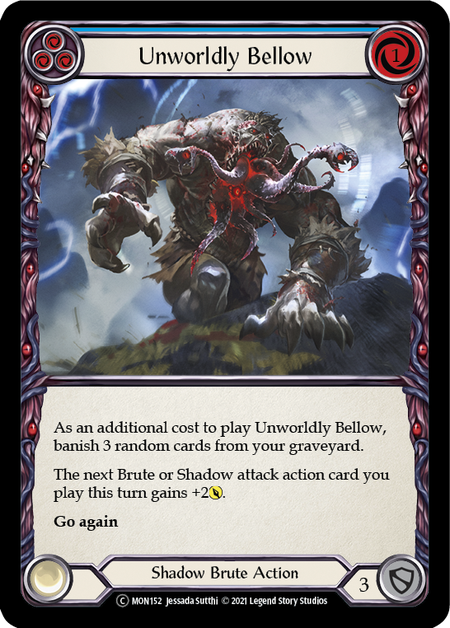 Unworldly Bellow
1
As an additional cost to play Unworldly Bellow,
banish 3 random cards from your graveyard.
The next Brute or Shadow attack action card you
play this turn gains +2.
Go again
Shadow Brute Action
3
C MON152 Jessada Sutthi © 2021 Legend Story Studios